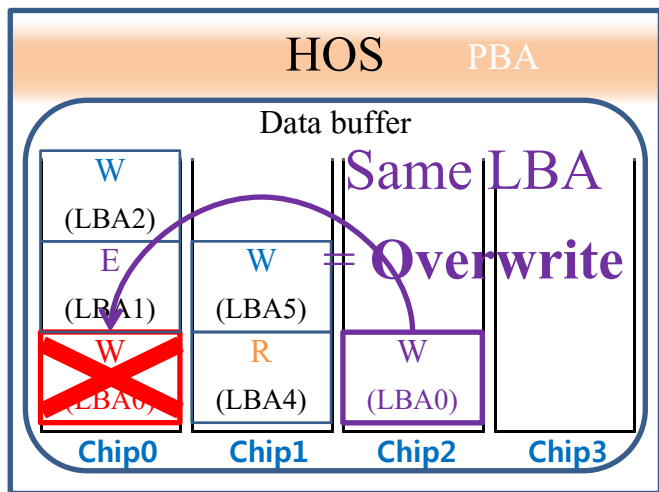 HOS PBA
Data buffer
Same LBA
= Overwrite
W
(LBA2)
E
(LBA1)
W
(LBA0)
Chip0
W
(LBA5)
R
(LBA4)
Chip1
W
(LBA0)
Chip2
Chip3